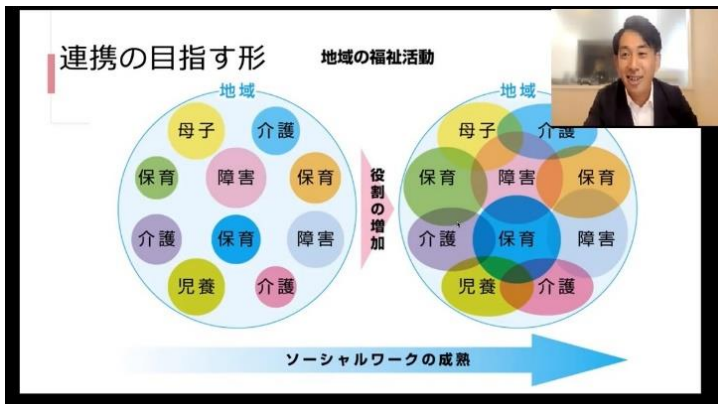 連携の目指す形
地域の福祉活動
地域
母子
介護
保育
障害
保育
介護
保育
障害
児養
介護
役割の増加
地域
母子
介護
保育
障害
保育
介護
保育
障害
児養
介護
ソーシャルワークの成熟